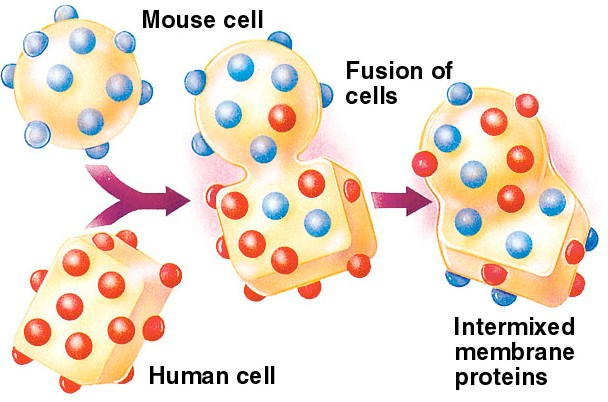 Mouse cell
Fusion of
cells
Human cell
Intermixed
membrane
proteins